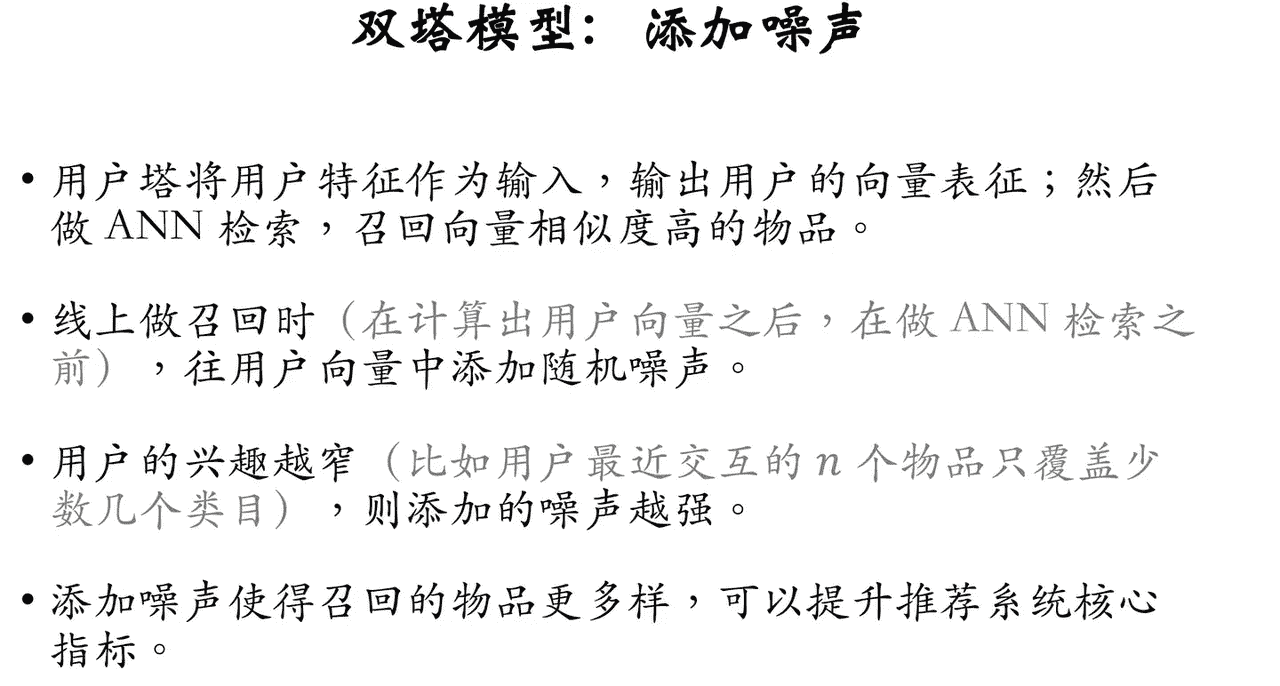 双塔模型：添加噪声
• 用户塔将用户特征作为输入，输出用户的向量表征；然后
做 ANN 检索，召回向量相似度高的物品。
• 线上做召回时（在计算出用户向量之后，在做 ANN 检索之
前），往用户向量中添加随机噪声。
• 用户的兴趣越窄（比如用户最近交互的 n 个物品只覆盖少
数几个类目），则添加的噪声越强。
• 添加噪声使得召回的物品更多样，可以提升推荐系统核心
指标。